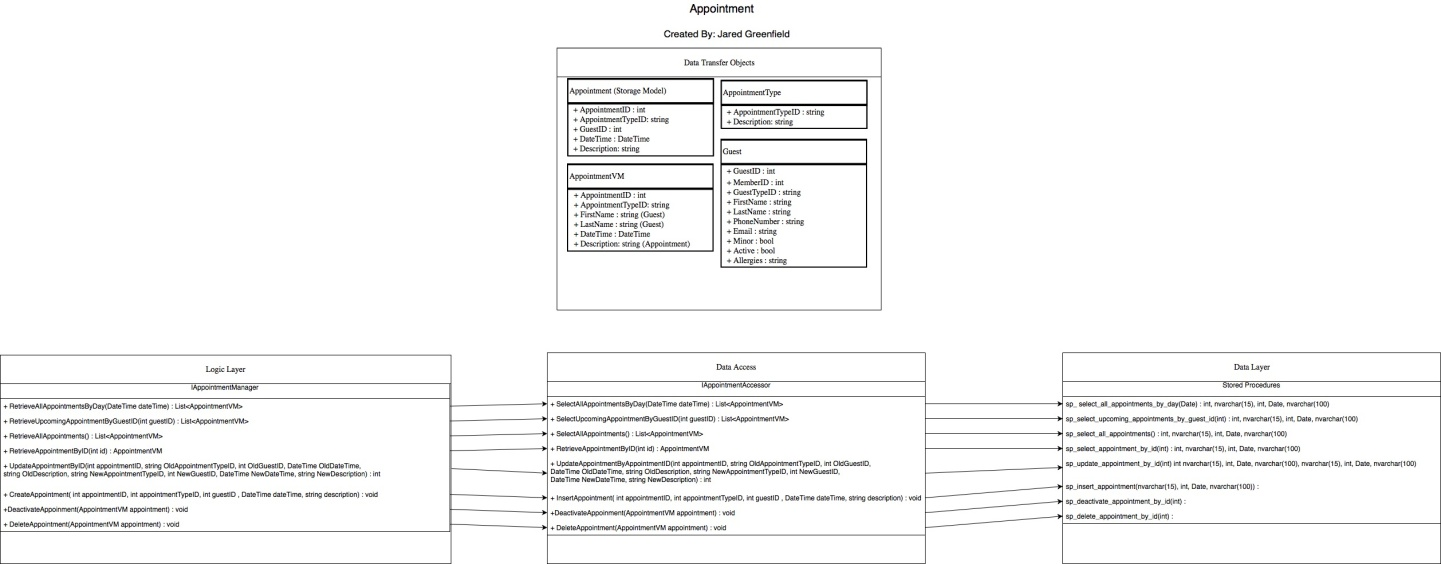 Appointment
Created By: Jared Greenfield
Data Transfer Objects
Appointment (Storage Model)
+ AppointmentID : int
+ AppointmentTypeID: string
+ GuestID : int
+ DateTime : DateTime
+ Description: string
AppointmentType
+ AppointmentTypeID : string
+ Description: string
AppointmentVM
+ AppointmentID : int
+ AppointmentTypeID: string
+ FirstName : string (Guest)
+ LastName : string (Guest)
+ DateTime : DateTime
+ Description: string (Appointment)
Guest
+ GuestID : int
+ MemberID : int
+ GuestTypeID : string
+ FirstName : string
+ LastName : string
+ PhoneNumber : string
+ Email : string
+ Minor : bool
+ Active : bool
+ Allergies : string
Logic Layer
IAppointmentManager
+ RetrieveAllAppointmentsByDay(DateTime dateTime) : List<AppointmentVM>
+ RetrieveUpcomingAppointmentByGuestID(int guestID) : List<AppointmentVM>
+ RetrieveAllAppointments() : List<AppointmentVM>
+ RetrieveAppointmentByID(int id) : AppointmentVM
+ UpdateAppointmentByID(int appointmentID, string OldAppointmentTypeID, int OldGuestID, DateTime OldDateTime,
string OldDescription, string NewAppointmentTypeID, int NewGuestID, DateTime NewDateTime, string NewDescription) : int
+ CreateAppointment( int appointmentID, int appointmentTypeID, int guestID , DateTime dateTime, string description) : void
+DeactivateAppoinment(AppointmentVM appointment) : void
+ DeleteAppointment(AppointmentVM appointment) : void
Data Access
IAppointmentAccessor
+ SelectAllAppointmentsByDay(DateTime dateTime) : List<AppointmentVM>
+ SelectUpcomingAppointmentByGuestID(int guestID) : List<AppointmentVM>
+ SelectAllAppointments() : List<AppointmentVM>
+ RetrieveAppointmentByID(int id) : AppointmentVM
+ UpdateAppointmentByAppointmentID(int appointmentID, string OldAppointmentTypeID, int OldGuestID,
DateTime OldDateTime, string OldDescription, string NewAppointmentTypeID, int NewGuestID,
DateTime NewDateTime, string NewDescription) : int
+ InsertAppointment( int appointmentID, int appointmentTypeID, int guestID , DateTime dateTime, string description) : void
+DeactivateAppoinment(AppointmentVM appointment) : void
+ DeleteAppointment(AppointmentVM appointment) : void
Data Layer
Stored Procedures
sp_ select_all_appointments_by_day(Date) : int, nvarchar(15), int, Date, nvarchar(100)
sp_select_upcoming_appointments_by_guest_id(int) : int, nvarchar(15), int, Date, nvarchar(100)
sp_select_all_appointments() : int, nvarchar(15), int, Date, nvarchar(100)
sp_select_appointment_by_id(int) : int, nvarchar(15), int, Date, nvarchar(100)
sp_update_appointment_by_id(int) int nvarchar(15), int, Date, nvarchar(100), nvarchar(15), int, Date, nvarchar(100)
sp_insert_appointment(nvarchar(15), int, Date, nvarchar(100)) :
sp_deactivate_appointment_by_id(int) :
sp_delete_appointment_by_id(int) :